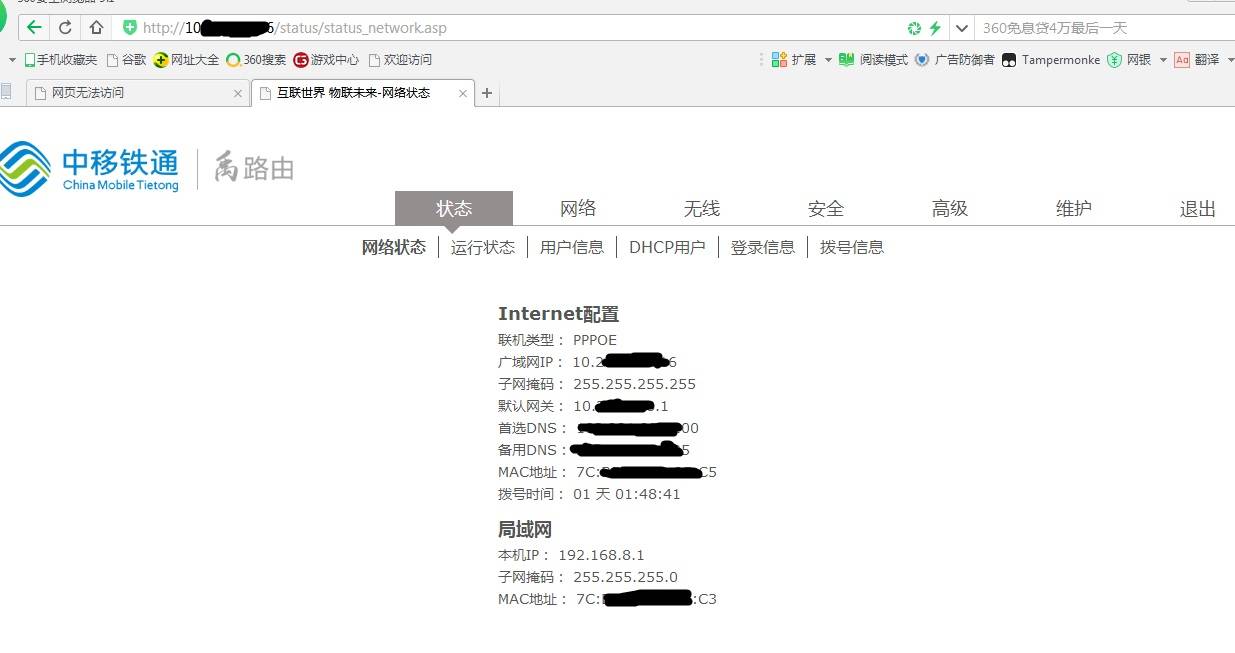 http://10 6/status/status_network.asp
360免息贷4万最后一天
手机收藏夹 谷歌 网址大全 360搜索 游戏中心 欢迎访问 扩展 阅读模式 广告防御者 Tampermonke 网银 翻译
网页无法访问 互联世界 物联未来-网络状态
中移铁通 禹路由
China Mobile Tietong
状态 网络 无线 安全 高级 维护 退出
网络状态 运行状态 用户信息 DHCP用户 登录信息 拨号信息
Internet配置
联机类型： PPPOE
广域网IP： 10.2 6
子网掩码： 255.255.255.255
默认网关： 10. .1
首选DNS： 00
备用DNS： 5
MAC地址： 7C: C5
拨号时间： 01 天 01:48:41
局域网
本机IP： 192.168.8.1
子网掩码： 255.255.255.0
MAC地址： 7C: :C3